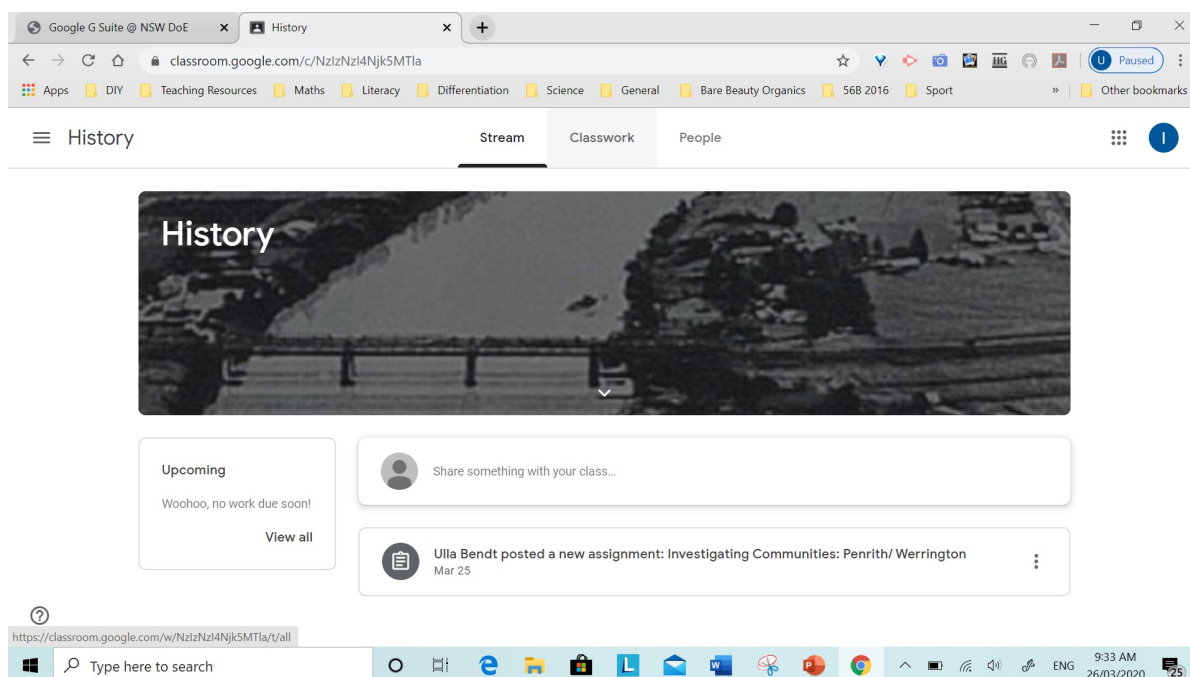 Google G Suite @ NSW DoE
History
classroom.google.com/c/NzIzNzI4Njk5MTla
U Paused
Apps DIY Teaching Resources Maths Literacy Differentiation Science General Bare Beauty Organics 56B 2016 Sport » Other bookmarks
History Stream Classwork People I
History
Upcoming
Woohoo, no work due soon!
View all
Share something with your class...
Ulla Bendt posted a new assignment: Investigating Communities: Penrith/ Werrington
Mar 25
https://classroom.google.com/w/NzIzNzI4Njk5MTla/t/all
Type here to search
ENG
9:33 AM
26/03/2020
25